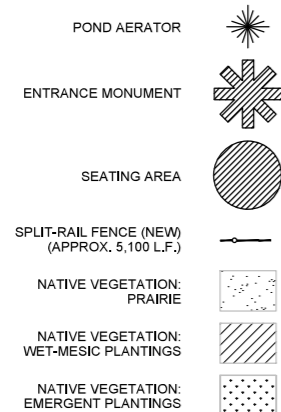 POND AERATOR
ENTRANCE MONUMENT
SEATING AREA
SPLIT-RAIL FENCE (NEW)
(APPROX. 5,100 L.F.)
NATIVE VEGETATION:
PRAIRIE
NATIVE VEGETATION:
WET-MESIC PLANTINGS
NATIVE VEGETATION:
EMERGENT PLANTINGS